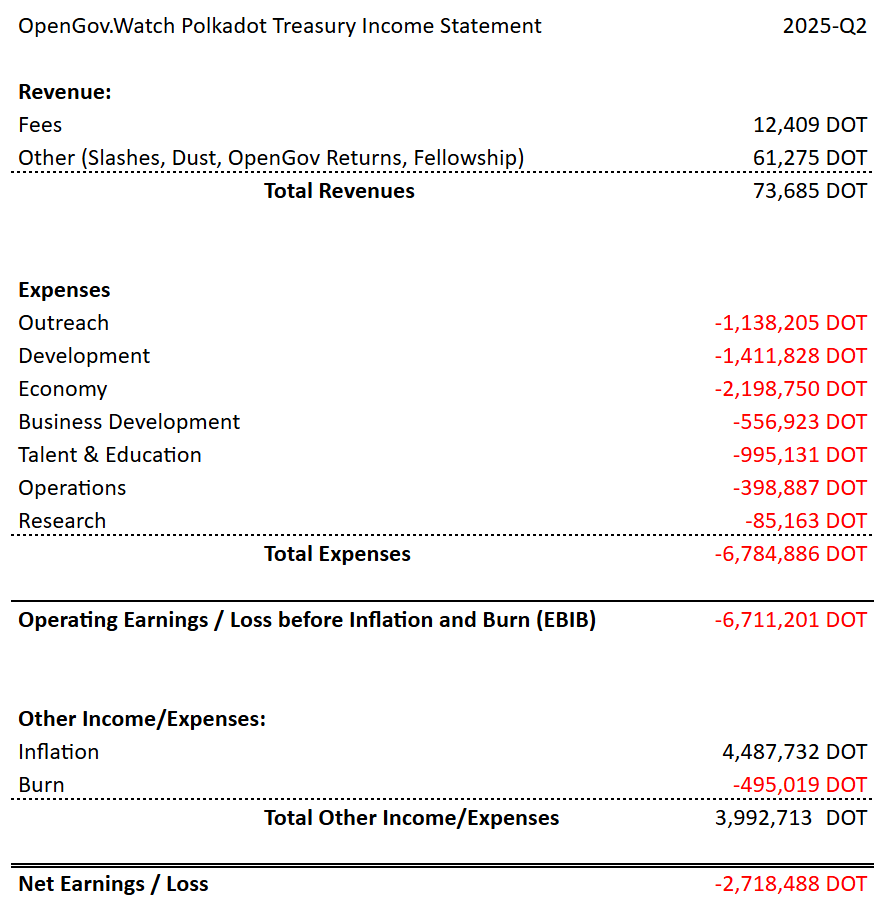 OpenGov.Watch Polkadot Treasury Income Statement 2025-Q2
Revenue:
Fees 12,409 DOT
Other (Slashes, Dust, OpenGov Returns, Fellowship) 61,275 DOT
Total Revenues 73,685 DOT
Expenses
Outreach -1,138,205 DOT
Development -1,411,828 DOT
Economy -2,198,750 DOT
Business Development -556,923 DOT
Talent & Education -995,131 DOT
Operations -398,887 DOT
Research -85,163 DOT
Total Expenses -6,784,886 DOT
Operating Earnings / Loss before Inflation and Burn (EBIB) -6,711,201 DOT
Other Income/Expenses:
Inflation 4,487,732 DOT
Burn -495,019 DOT
Total Other Income/Expenses 3,992,713 DOT
Net Earnings / Loss -2,718,488 DOT